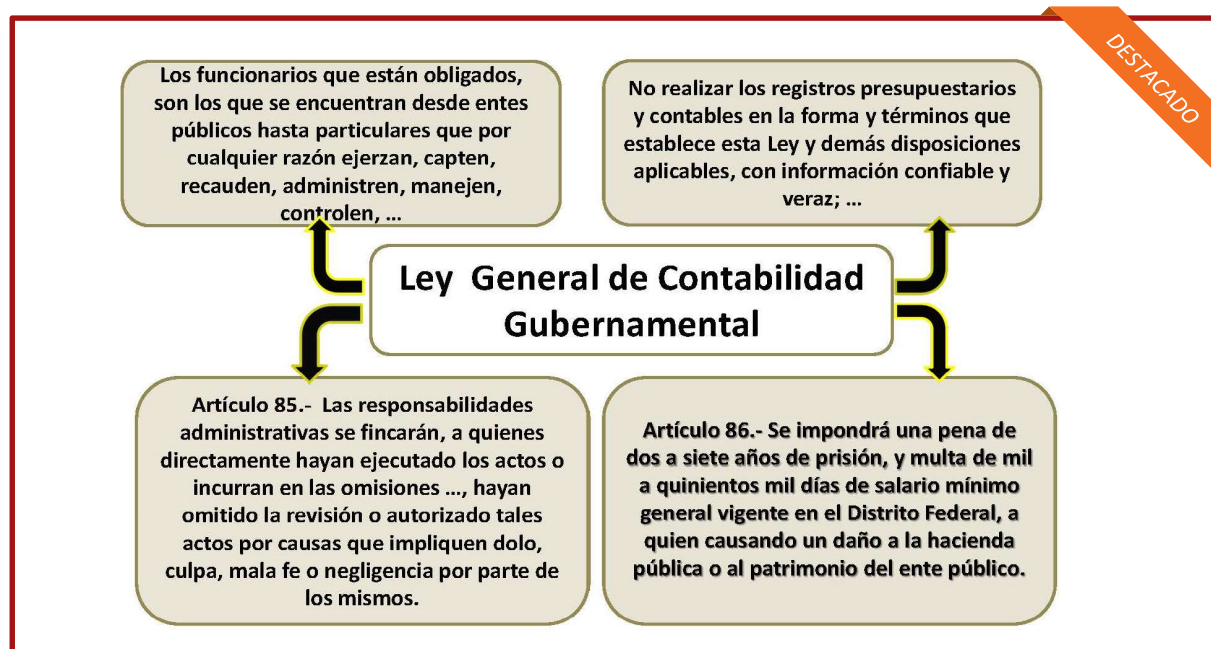 DESTACADO
Los funcionarios que están obligados,
son los que se encuentran desde entes
públicos hasta particulares que por
cualquier razón ejerzan, capten,
recauden, administren, manejen,
controlen, ...
No realizar los registros presupuestarios
y contables en la forma y términos que
establece esta Ley y demás disposiciones
aplicables, con información confiable y
veraz; ...
Ley General de Contabilidad
Gubernamental
Artículo 85.- Las responsabilidades
administrativas se fincarán, a quienes
directamente hayan ejecutado los actos o
incurran en las omisiones ..., hayan
omitido la revisión o autorizado tales
actos por causas que impliquen dolo,
culpa, mala fe o negligencia por parte de
los mismos.
Artículo 86.- Se impondrá una pena de
dos a siete años de prisión, y multa de mil
a quinientos mil días de salario mínimo
general vigente en el Distrito Federal, a
quien causando un daño a la hacienda
pública o al patrimonio del ente público.